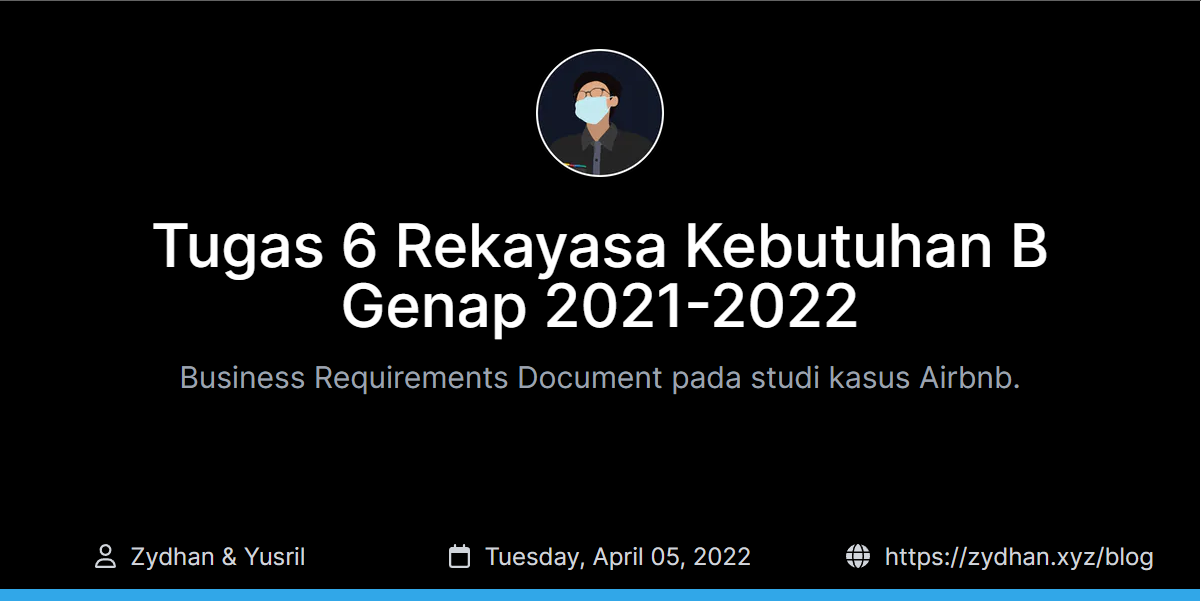 Tugas 6 Rekayasa Kebutuhan B
Genap 2021-2022
Business Requirements Document pada studi kasus Airbnb.
Zydhan & Yusril
Tuesday, April 05, 2022
https://zydhan.xyz/blog